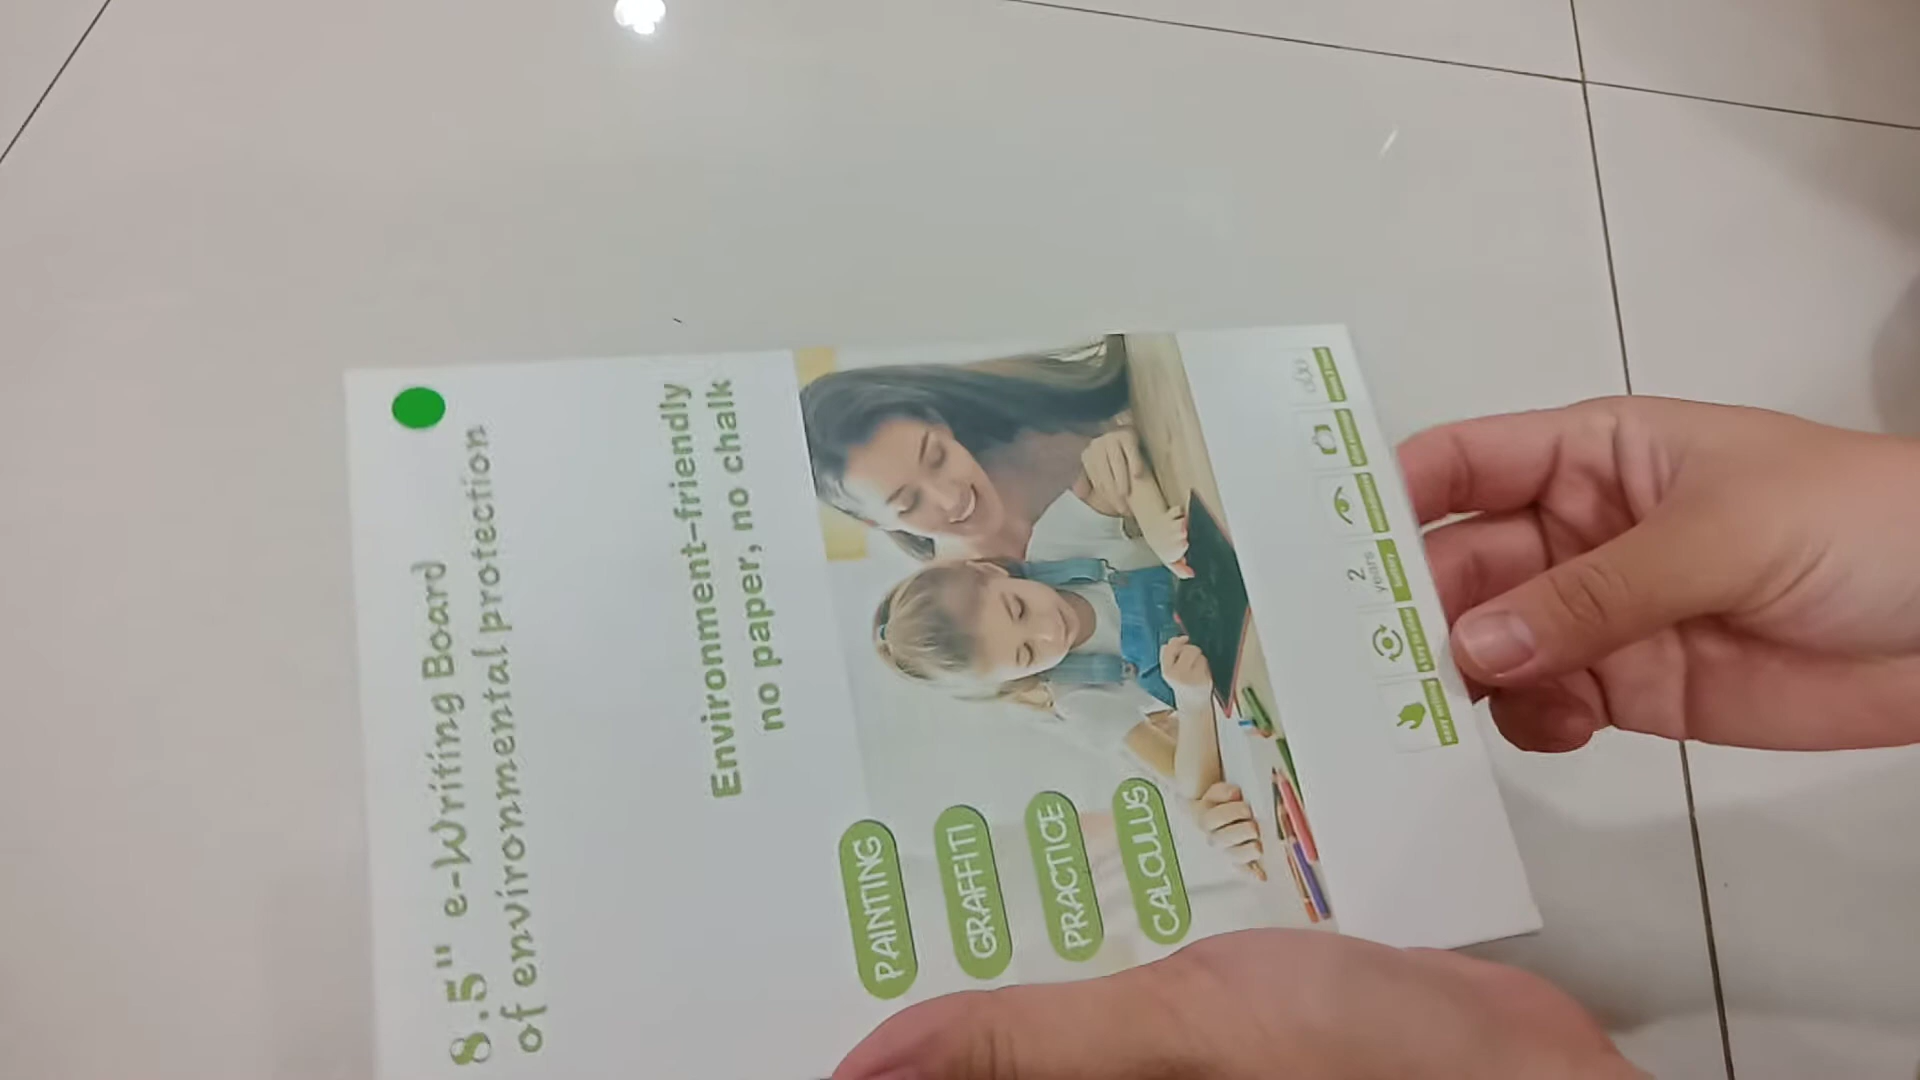 8.5" e-Writing Board
of environmental protection
Environment-friendly
no paper, no chalk
PAINTING
GRAFFITI
PRACTICE
CALCULUS
2
years
battery